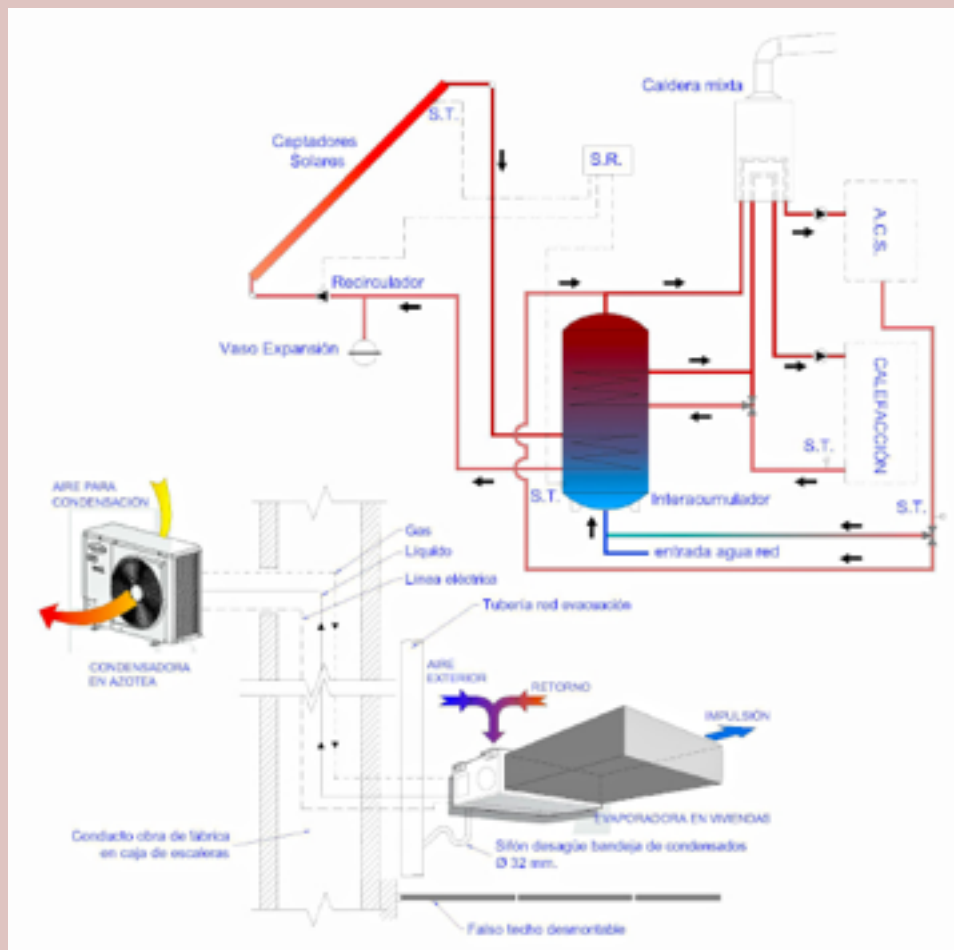 Caldera mixta
S.T.
Captadores
Solares
S.R.
A.C.S.
Recirculador
Vaso Expansión
CALEFACCIÓN
S.T.
S.T.
Interacumulador
S.T.
entrada agua red
AIRE PARA
CONDENSACIÓN
Gas
Líquido
Línea eléctrica
Tubería red evacuación
CONDENSADORA
EN AZOTEA
AIRE
EXTERIOR
RETORNO
IMPULSIÓN
EVAPORADORA EN VIVIENDAS
Conducto obra de fábrica
en caja de escaleras
Sifón desagüe bandeja de condensados
Ø 32 mm.
Falso techo desmontable